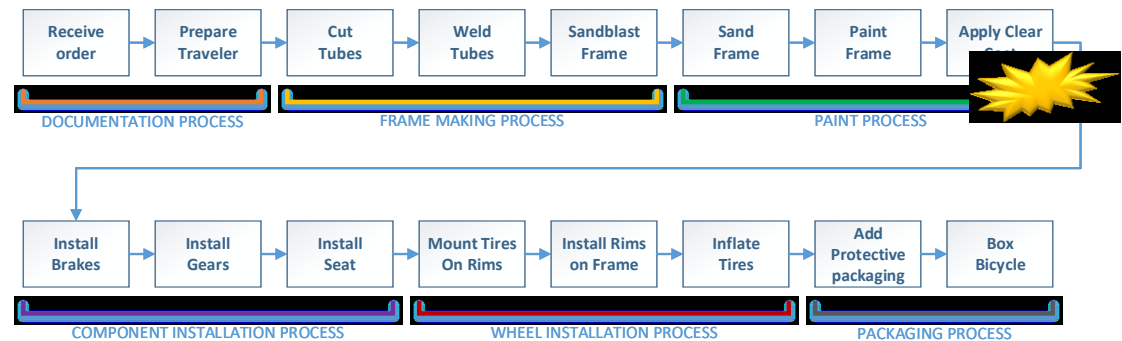 Receive
order
Prepare
Traveler
Cut
Tubes
Weld
Tubes
Sandblast
Frame
Sand
Frame
Paint
Frame
Apply Clear
DOCUMENTATION PROCESS
FRAME MAKING PROCESS
PAINT PROCESS
Install
Brakes
Install
Gears
Install
Seat
Mount Tires
On Rims
Install Rims
on Frame
Inflate
Tires
Add
Protective
packaging
Box
Bicycle
COMPONENT INSTALLATION PROCESS
WHEEL INSTALLATION PROCESS
PACKAGING PROCESS